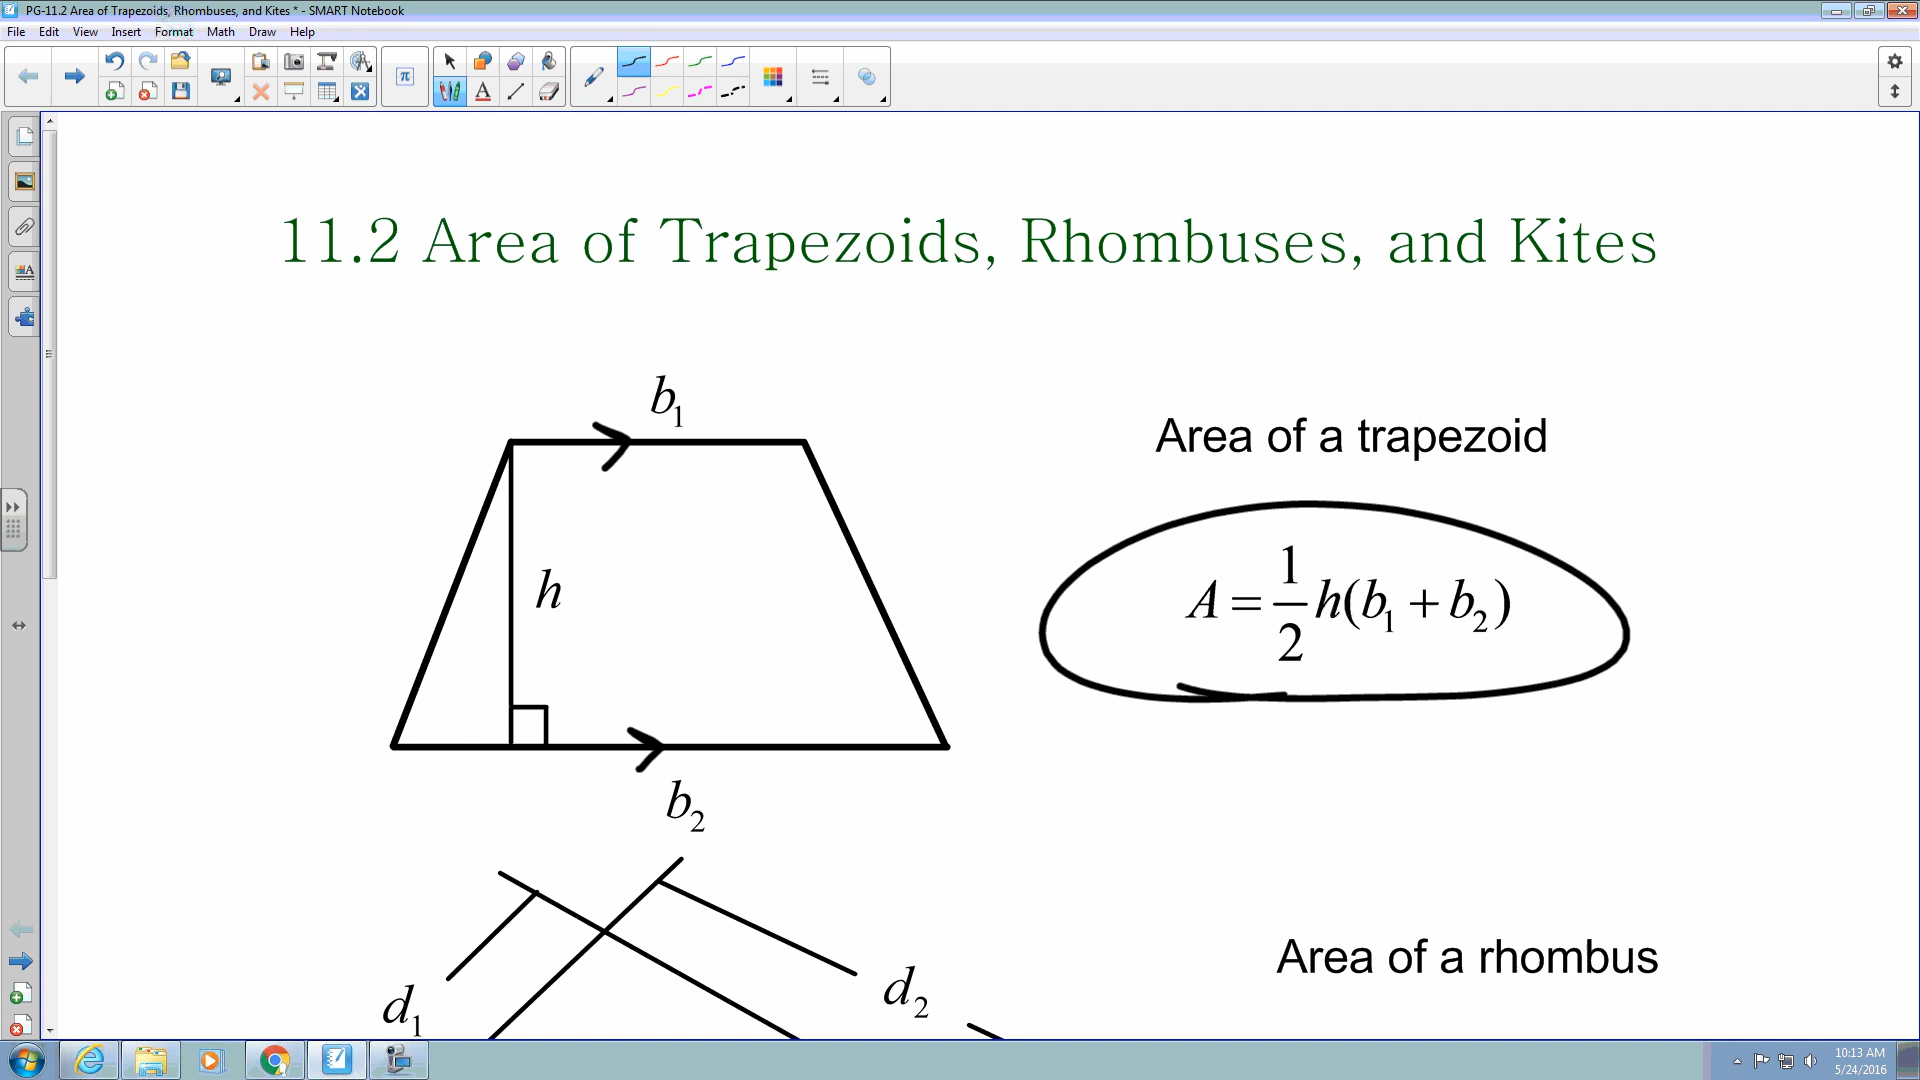 PG-11.2 Area of Trapezoids, Rhombuses, and Kites * - SMART Notebook
File Edit View Insert Format Math Draw Help
π
A
11.2 Area of Trapezoids, Rhombuses, and Kites
b₁
Area of a trapezoid
h
A = 1/2 h(b₁ + b₂)
b₂
d₁
d₂
Area of a rhombus
10:13 AM
5/24/2016